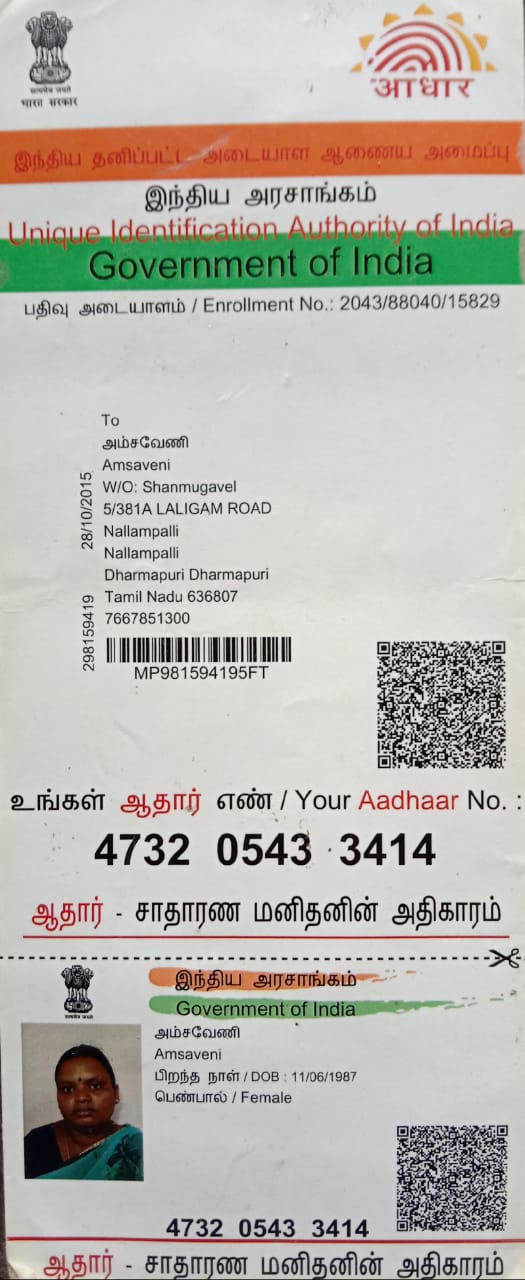 सत्यमेव जयते
भारत सरकार
आधार
இந்திய தனிப்பட்ட அடையாள ஆணைய அமைப்பு
இந்திய அரசாங்கம்
Unique Identification Authority of India
Government of India
பதிவு அடையாளம் / Enrollment No.: 2043/88040/15829
To
அம்சவேணி
Amsaveni
W/O: Shanmugavel
5/381A LALIGAM ROAD
Nallampalli
Nallampalli
Dharmapuri Dharmapuri
Tamil Nadu 636807
7667851300
28/10/2015
298159419
MP981594195FT
உங்கள் ஆதார் எண் / Your Aadhaar No. :
4732 0543 3414
ஆதார் - சாதாரண மனிதனின் அதிகாரம்
இந்திய அரசாங்கம்
Government of India
அம்சவேணி
Amsaveni
பிறந்த நாள் / DOB : 11/06/1987
பெண்பால் / Female
4732 0543 3414
ஆதார் - சாதாரண மனிதனின் அதிகாரம்